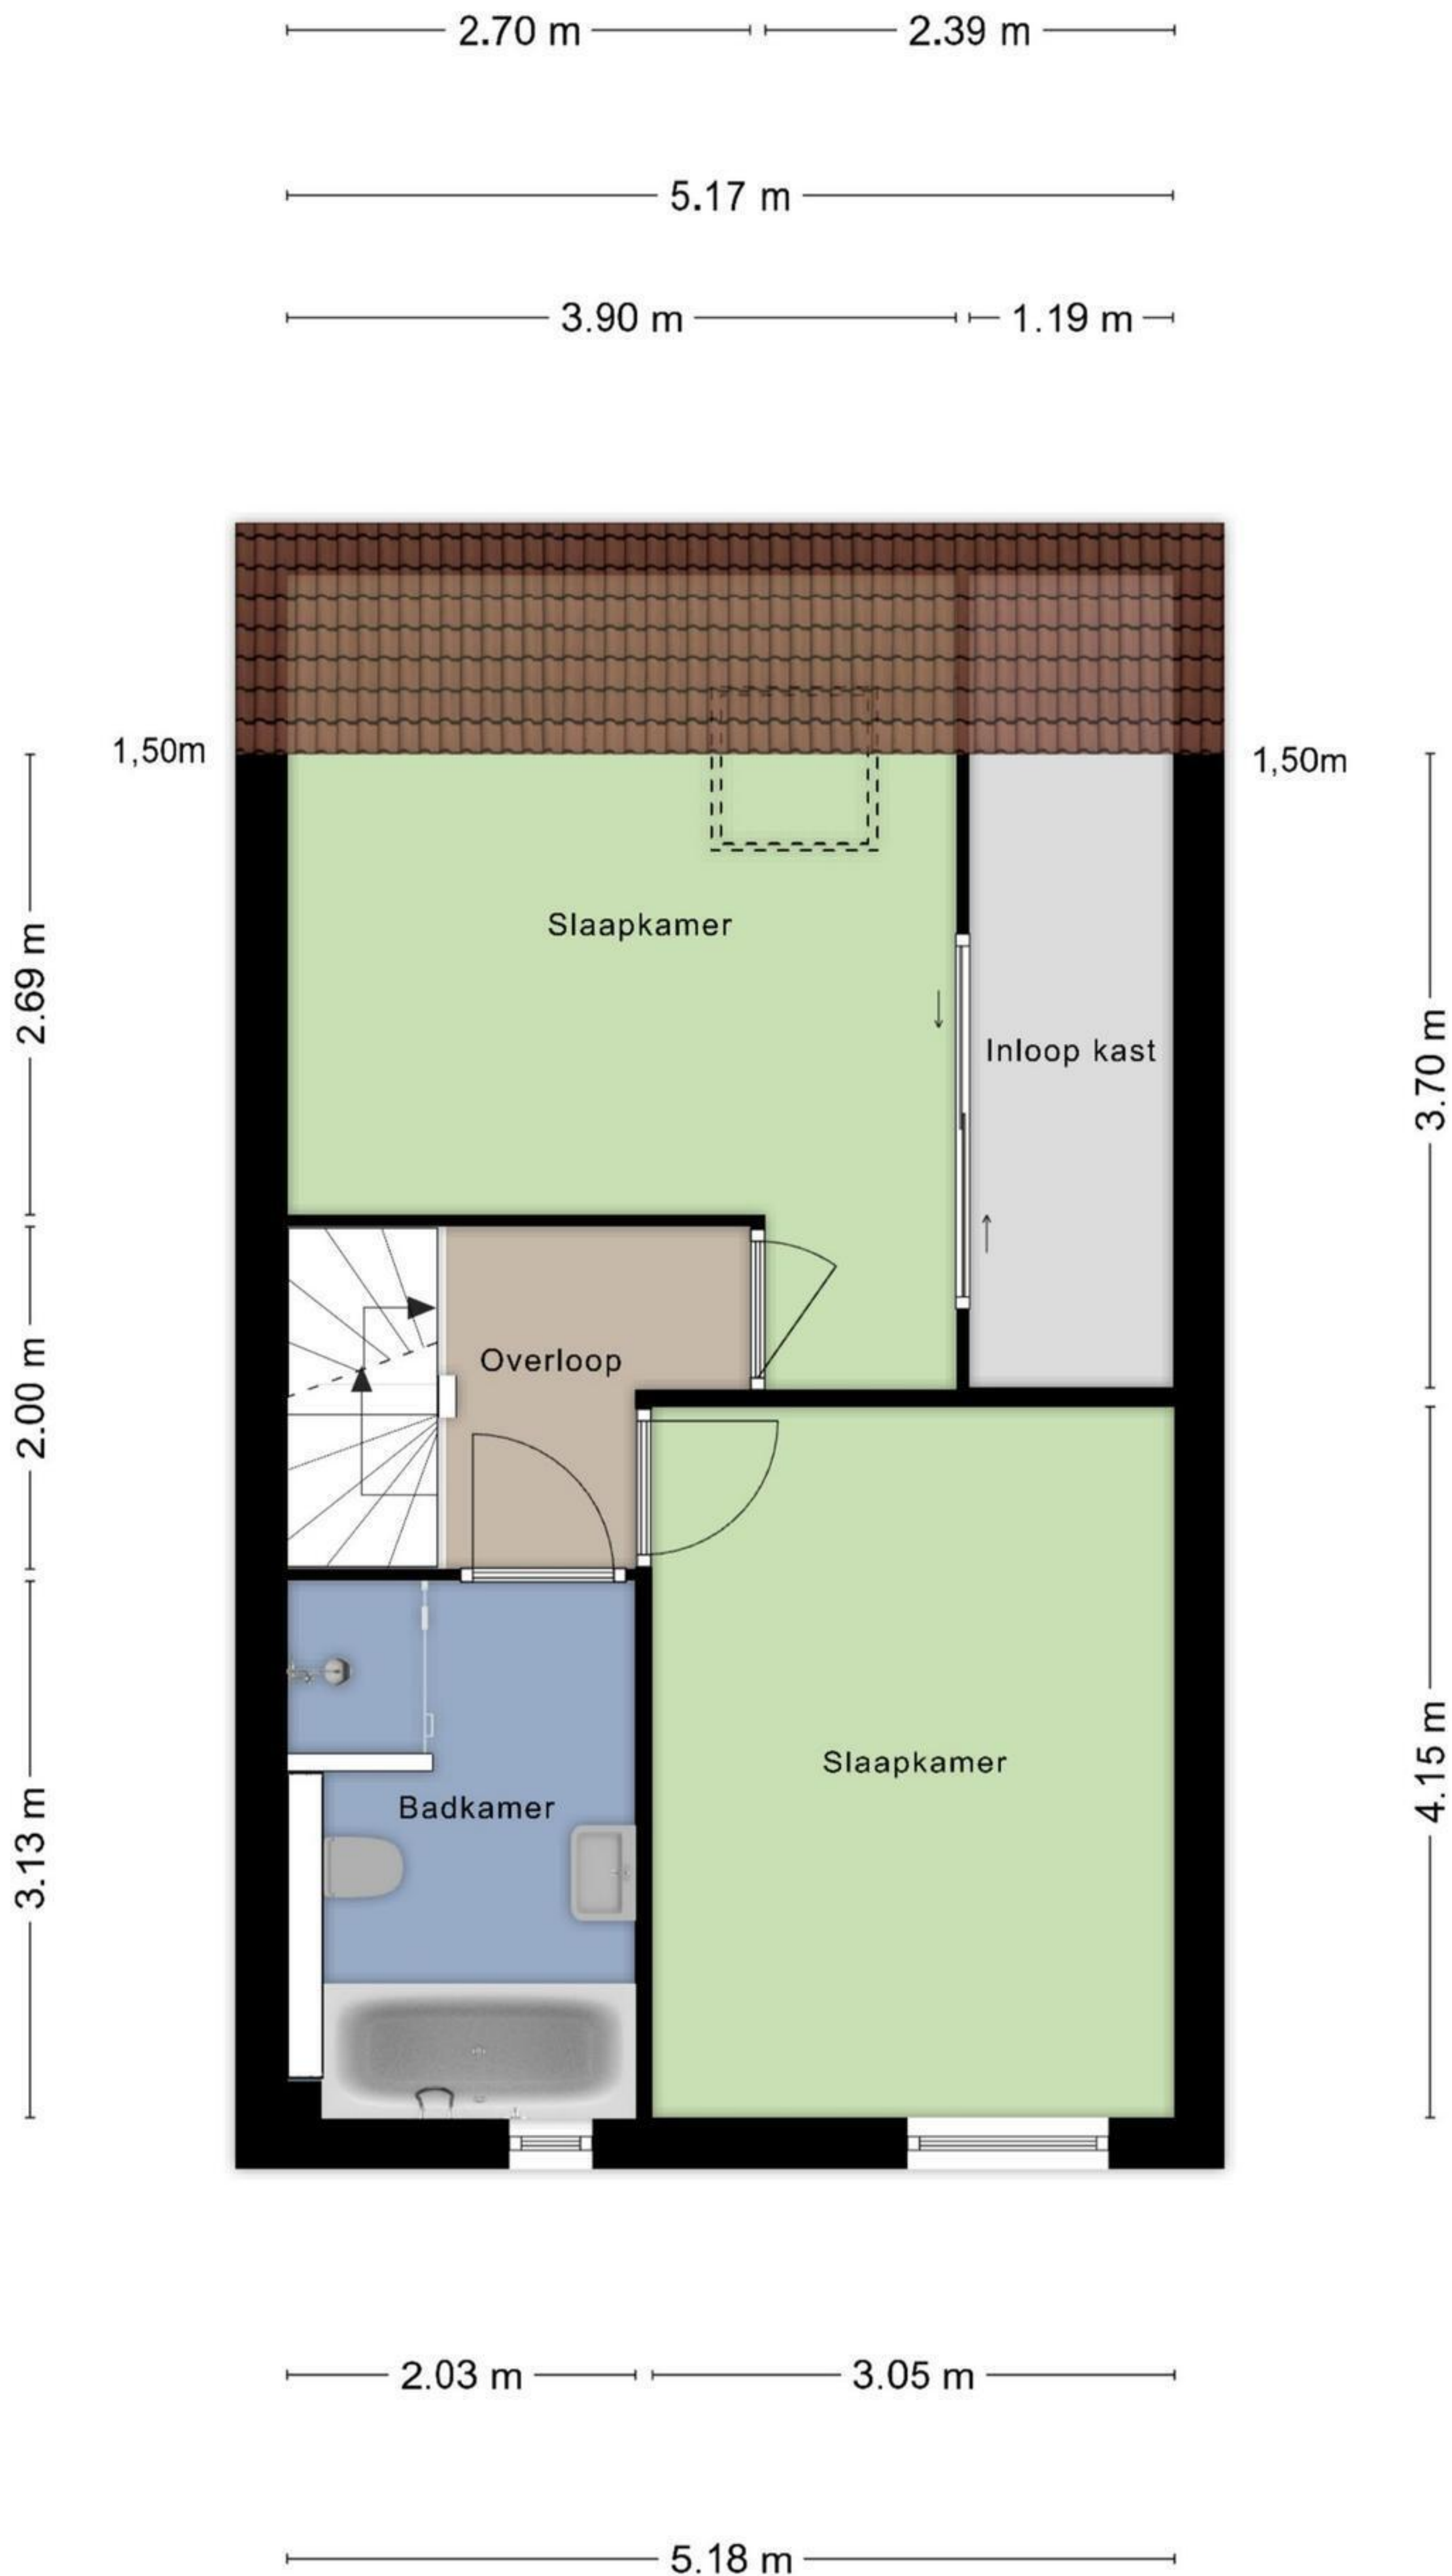 2.70 m 2.39 m
5.17 m
3.90 m 1.19 m
1,50m 1,50m
Slaapkamer
2.69 m
Inloop kast
3.70 m
Overloop
2.00 m
Slaapkamer
4.15 m
Badkamer
3.13 m
2.03 m 3.05 m
5.18 m